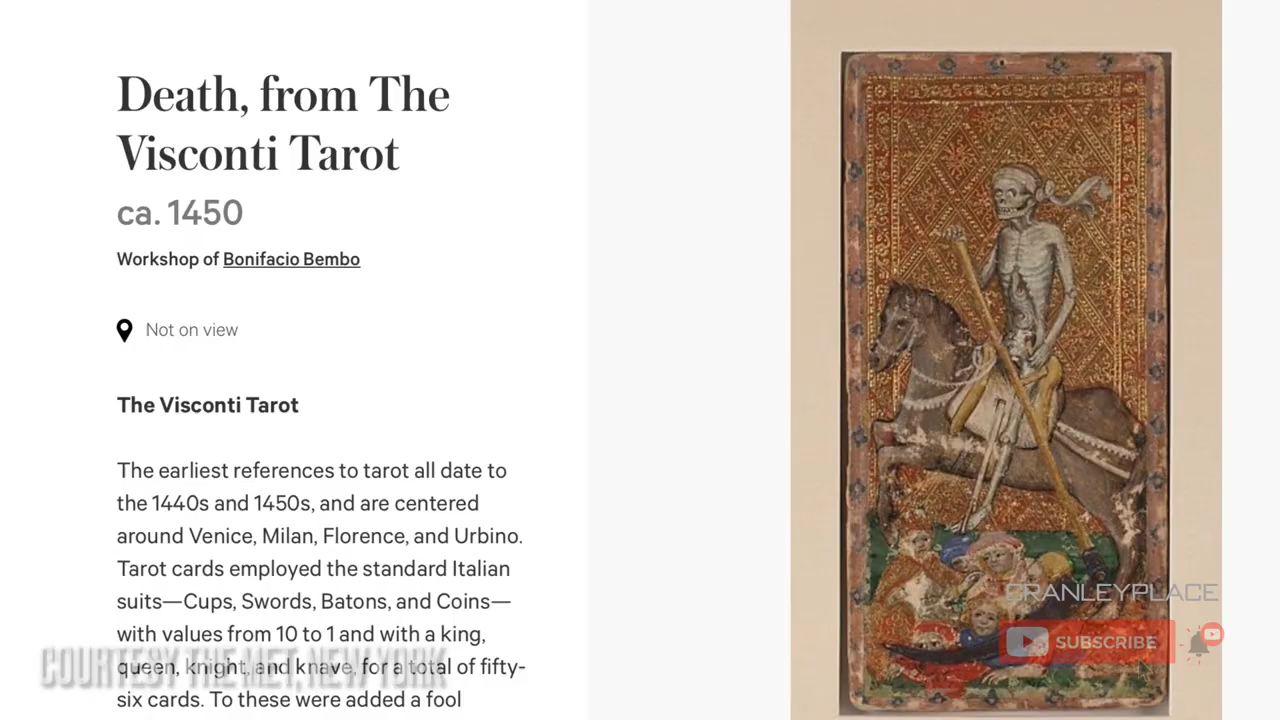 Death, from The
Visconti Tarot
ca. 1450
Workshop of Bonifacio Bembo
Not on view
The Visconti Tarot
The earliest references to tarot all date to
the 1440s and 1450s, and are centered
around Venice, Milan, Florence, and Urbino.
Tarot cards employed the standard Italian
suits—Cups, Swords, Batons, and Coins—
with values from 10 to 1 and with a king,
queen, knight, and knave, for a total of fifty-
six cards. To these were added a fool
COURTESY THE MET, NEW YORK
CRANLEYPLACE
SUBSCRIBE